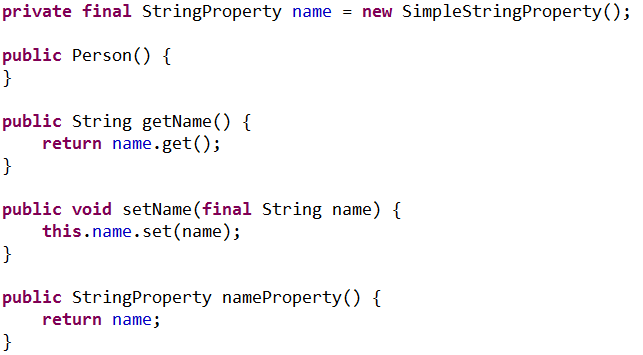 private final StringProperty name = new SimpleStringProperty();

public Person() {
}

public String getName() {
    return name.get();
}

public void setName(final String name) {
    this.name.set(name);
}

public StringProperty nameProperty() {
    return name;
}